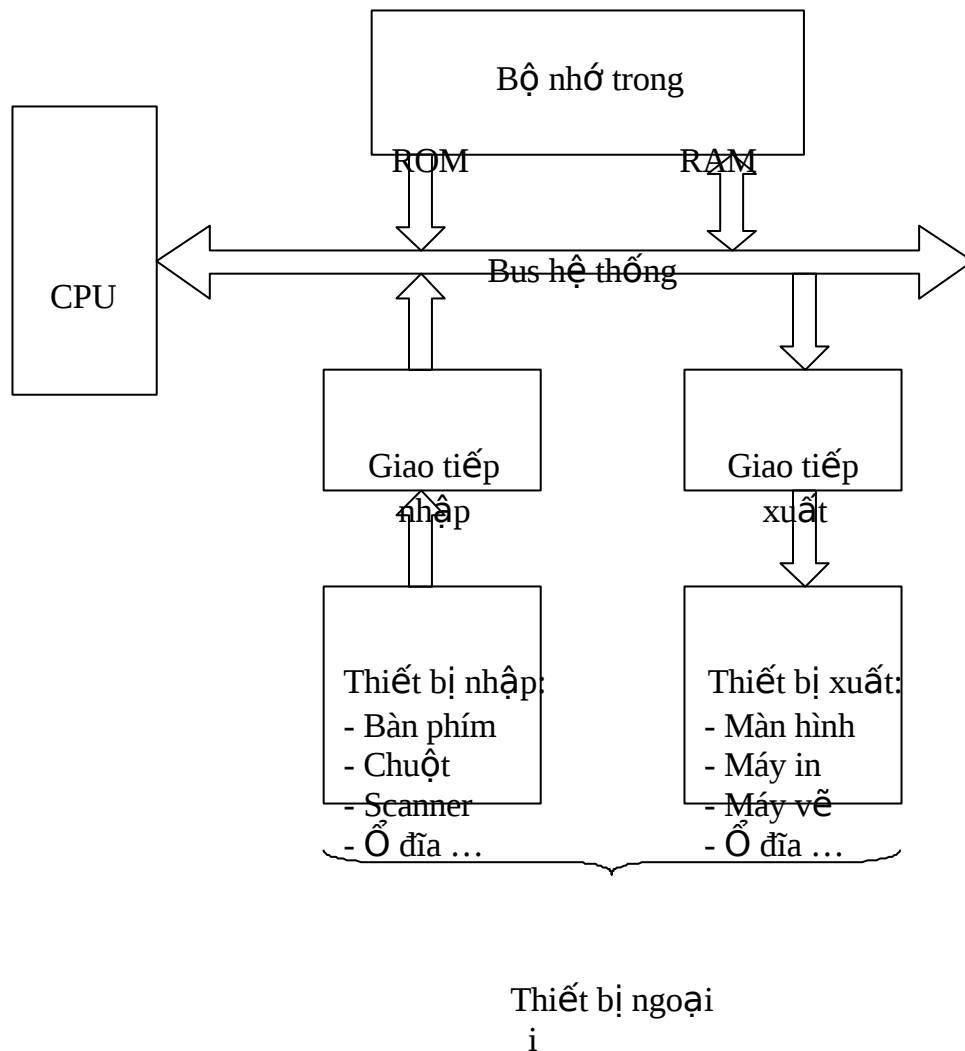 Bộ nhớ trong
ROM
RAM
Bus hệ thống
CPU
Giao tiếp
nhập
Giao tiếp
xuất
Thiết bị nhập:
- Bàn phím
- Chuột
- Scanner
- Ổ đĩa …
Thiết bị xuất:
- Màn hình
- Máy in
- Máy vẽ
- Ổ đĩa …
Thiết bị ngoại
i